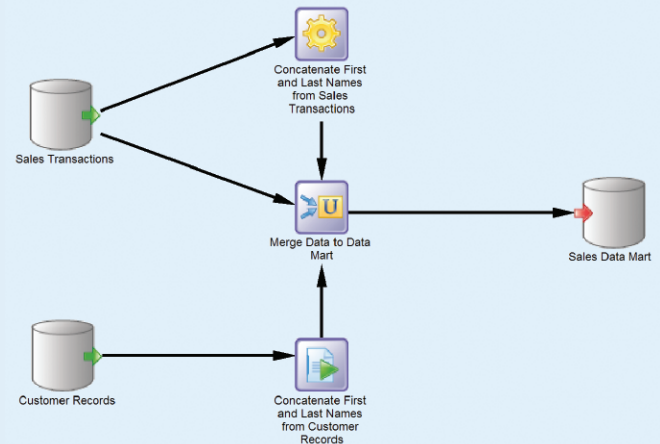 Concatenate First
and Last Names
from Sales
Transactions
Sales Transactions
U
Merge Data to Data
Mart
Sales Data Mart
Customer Records
Concatenate First
and Last Names
from Customer
Records